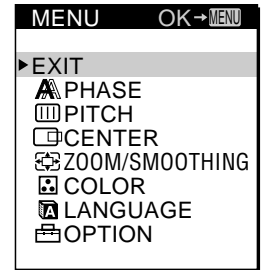 MENU OK→MENU
►EXIT
PHASE
PITCH
CENTER
ZOOM/SMOOTHING
COLOR
LANGUAGE
OPTION